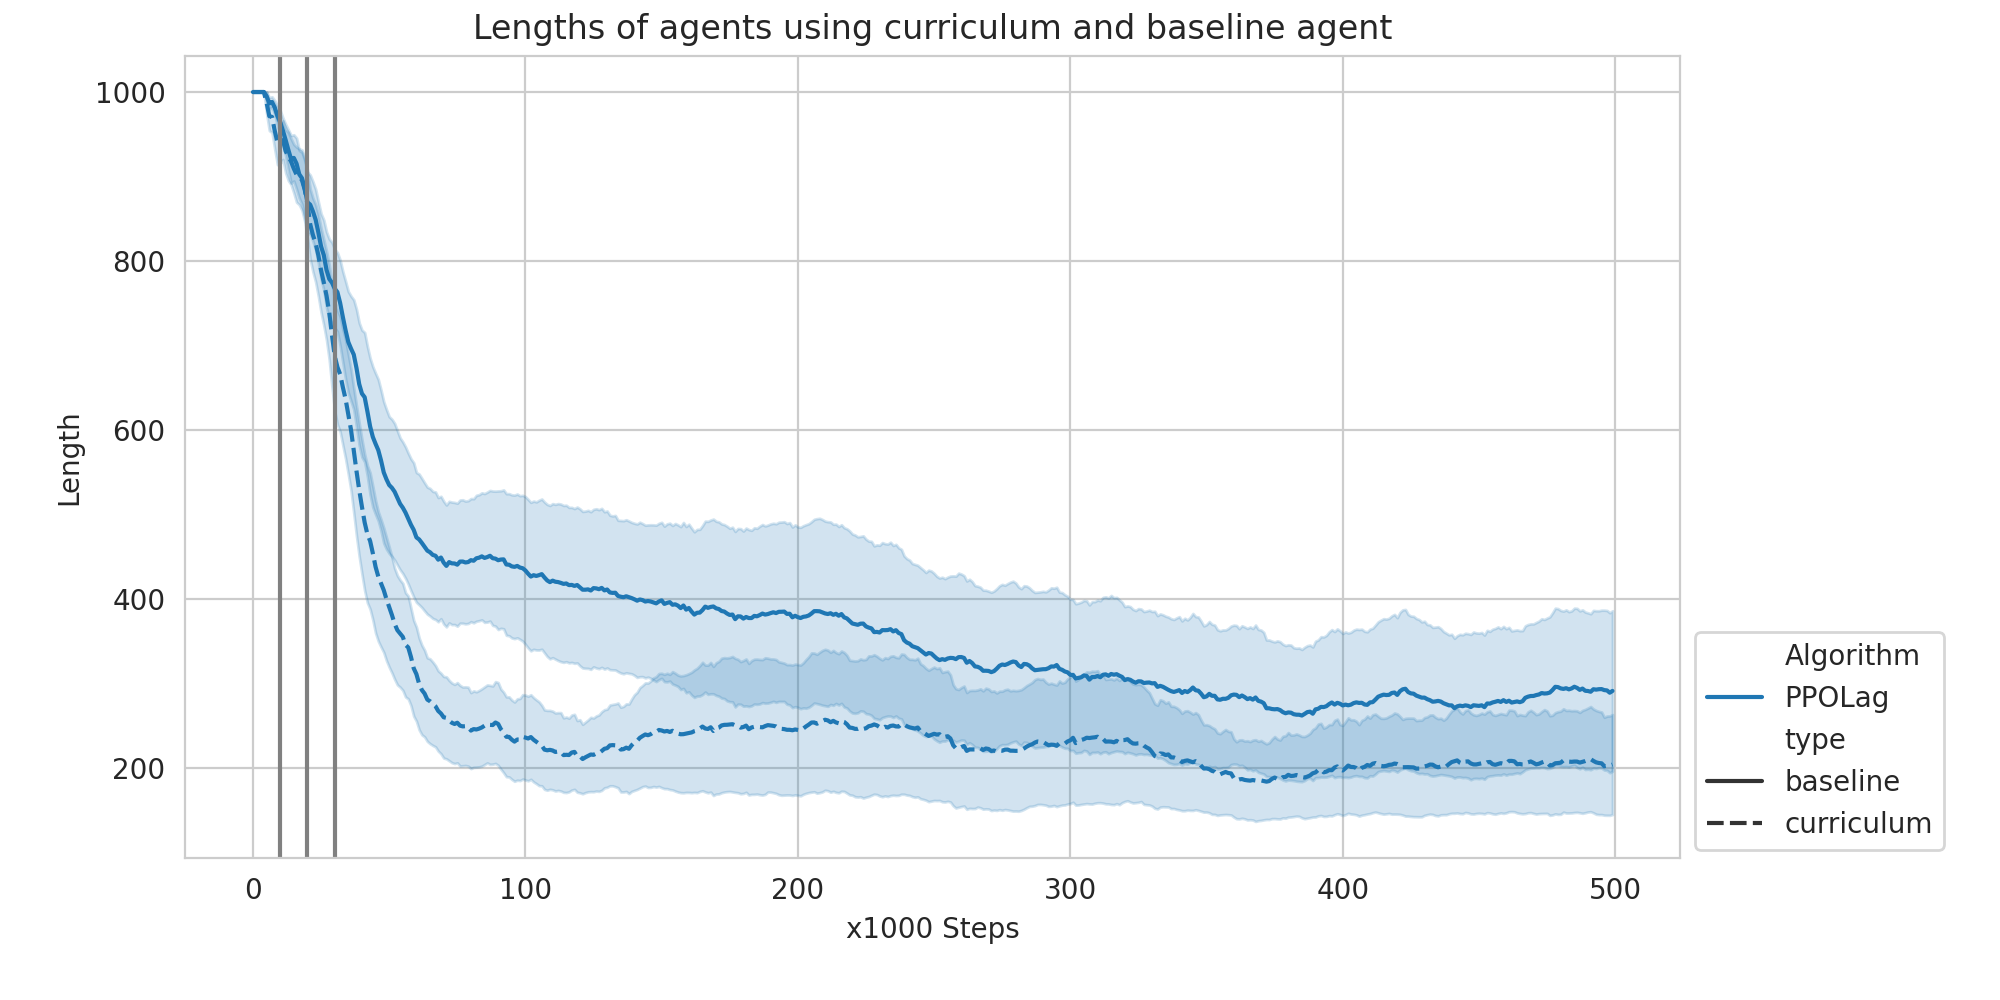 Lengths of agents using curriculum and baseline agent
1000
800
600
400
200
Length
0 100 200 300 400 500
x1000 Steps
Algorithm
PPOLag
type
baseline
curriculum